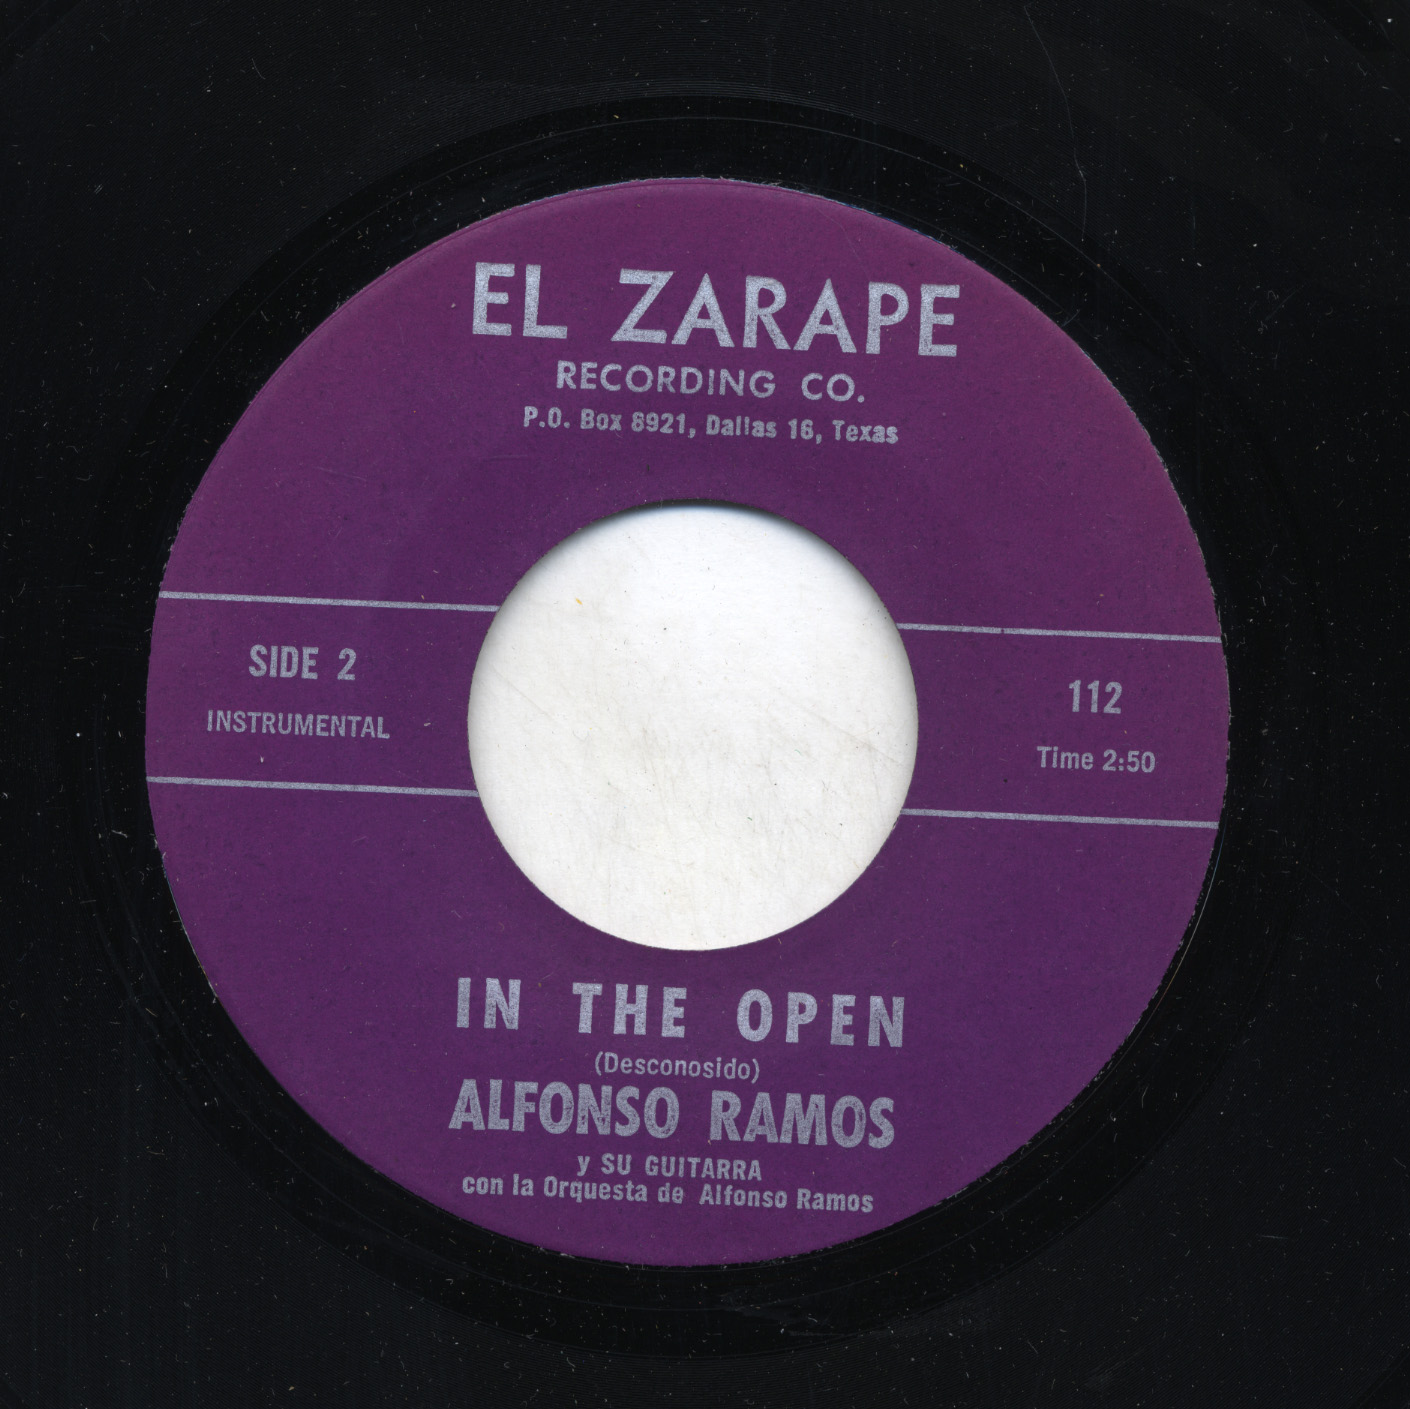 EL ZARAPE
RECORDING CO.
P.O. Box 8921, Dallas 16, Texas
SIDE 2
INSTRUMENTAL
112
Time 2:50
IN THE OPEN
(Desconosido)
ALFONSO RAMOS
y SU GUITARRA
con la Orquesta de Alfonso Ramos